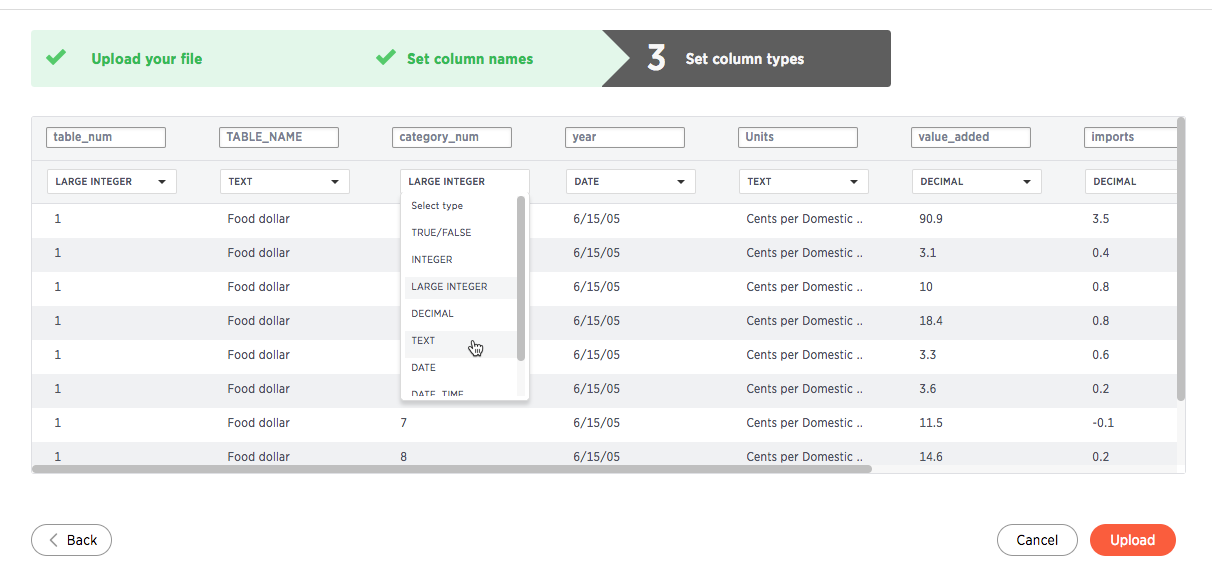 Upload your file Set column names 3 Set column types
table_num TABLE_NAME category_num year Units value_added imports
LARGE INTEGER TEXT LARGE INTEGER DATE TEXT DECIMAL DECIMAL
Select type
1 Food dollar 6/15/05 Cents per Domestic .. 90.9 3.5
TRUE/FALSE
1 Food dollar 6/15/05 Cents per Domestic .. 3.1 0.4
INTEGER
1 Food dollar LARGE INTEGER 6/15/05 Cents per Domestic .. 10 0.8
DECIMAL
1 Food dollar 6/15/05 Cents per Domestic .. 18.4 0.8
TEXT
1 Food dollar 6/15/05 Cents per Domestic .. 3.3 0.6
DATE
1 Food dollar DATE_TIME 6/15/05 Cents per Domestic .. 3.6 0.2
1 Food dollar 7 6/15/05 Cents per Domestic .. 11.5 -0.1
1 Food dollar 8 6/15/05 Cents per Domestic .. 14.6 0.2
Back Cancel Upload